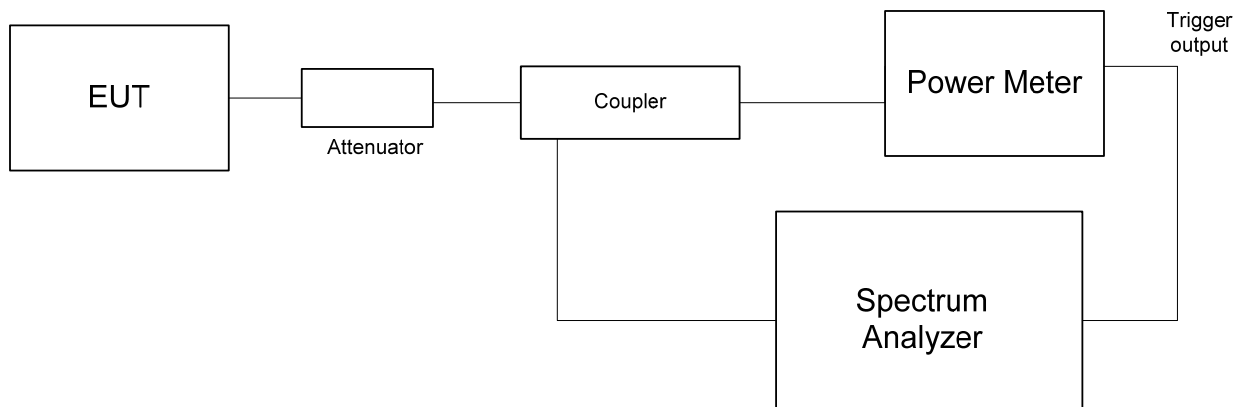 EUT
Attenuator
Coupler
Power Meter
Trigger
output
Spectrum
Analyzer